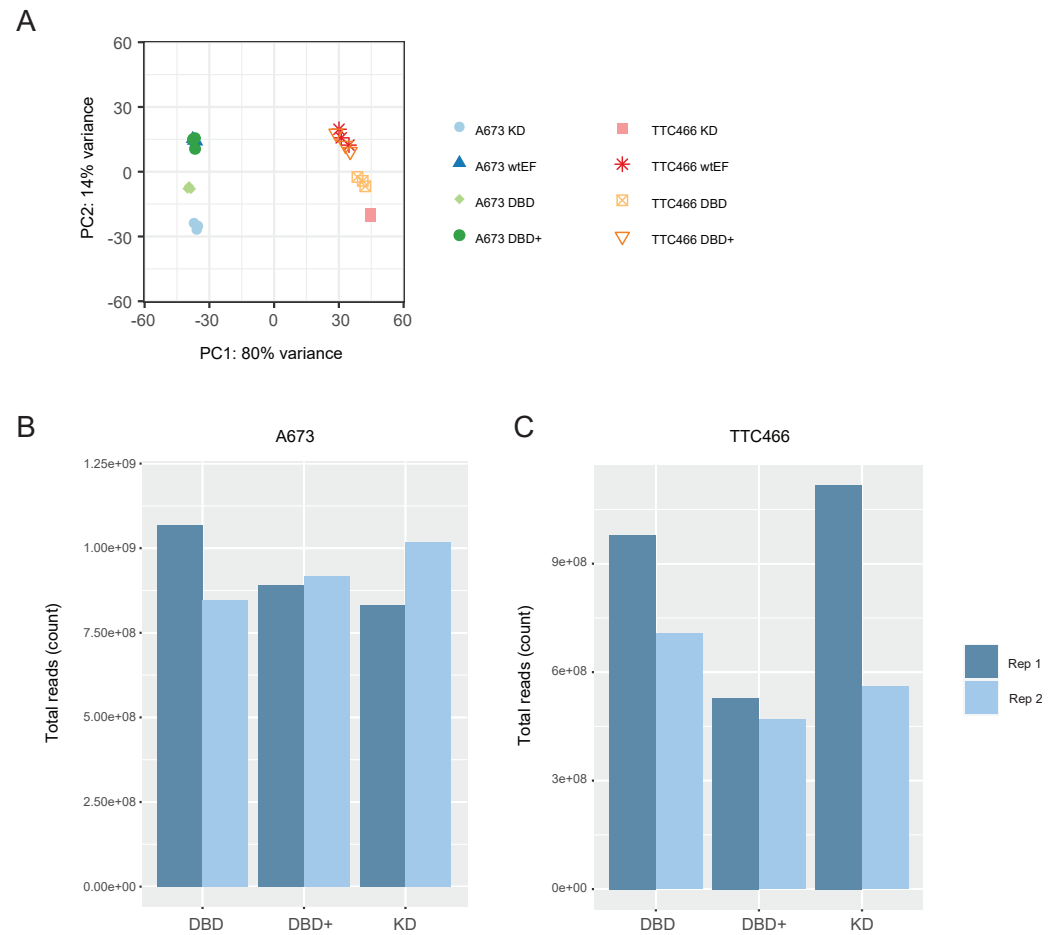 A
60
30
0
-30
-60
-60
-30
0
30
60
PC2: 14% variance
PC1: 80% variance
A673 KD
A673 wtEF
A673 DBD
A673 DBD+
TTC466 KD
TTC466 wtEF
TTC466 DBD
TTC466 DBD+
B
A673
1.25e+09
1.00e+09
7.50e+08
5.00e+08
2.50e+08
0.00e+00
Total reads (count)
DBD
DBD+
KD
C
TTC466
9e+08
6e+08
3e+08
0e+00
Total reads (count)
DBD
DBD+
KD
Rep 1
Rep 2